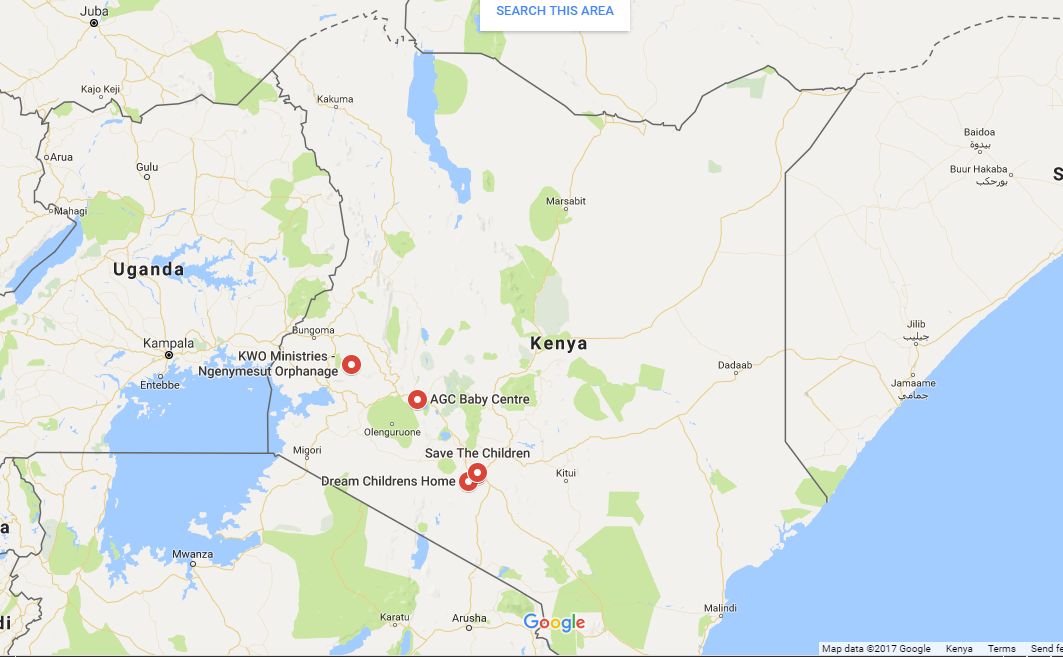 SEARCH THIS AREA
Juba
Kajo Keji
Kakuma
Baidoa
بيدوة
Arua
Gulu
Buur Hakaba
بورحكب
S
Mahagi
Marsabit
Uganda
Jilib
جيليب
Bungoma
Kampala
Kenya
KWO Ministries -
Ngenymesut Orphanage
Dadaab
Entebbe
Jamaame
جمامي
AGC Baby Centre
Olenguruone
Migori
Save The Children
Kitui
Dream Childrens Home
a
Mwanza
Malindi
di
Karatu
Arusha
Google
Map data ©2017 Google
Kenya
Terms
Send fe